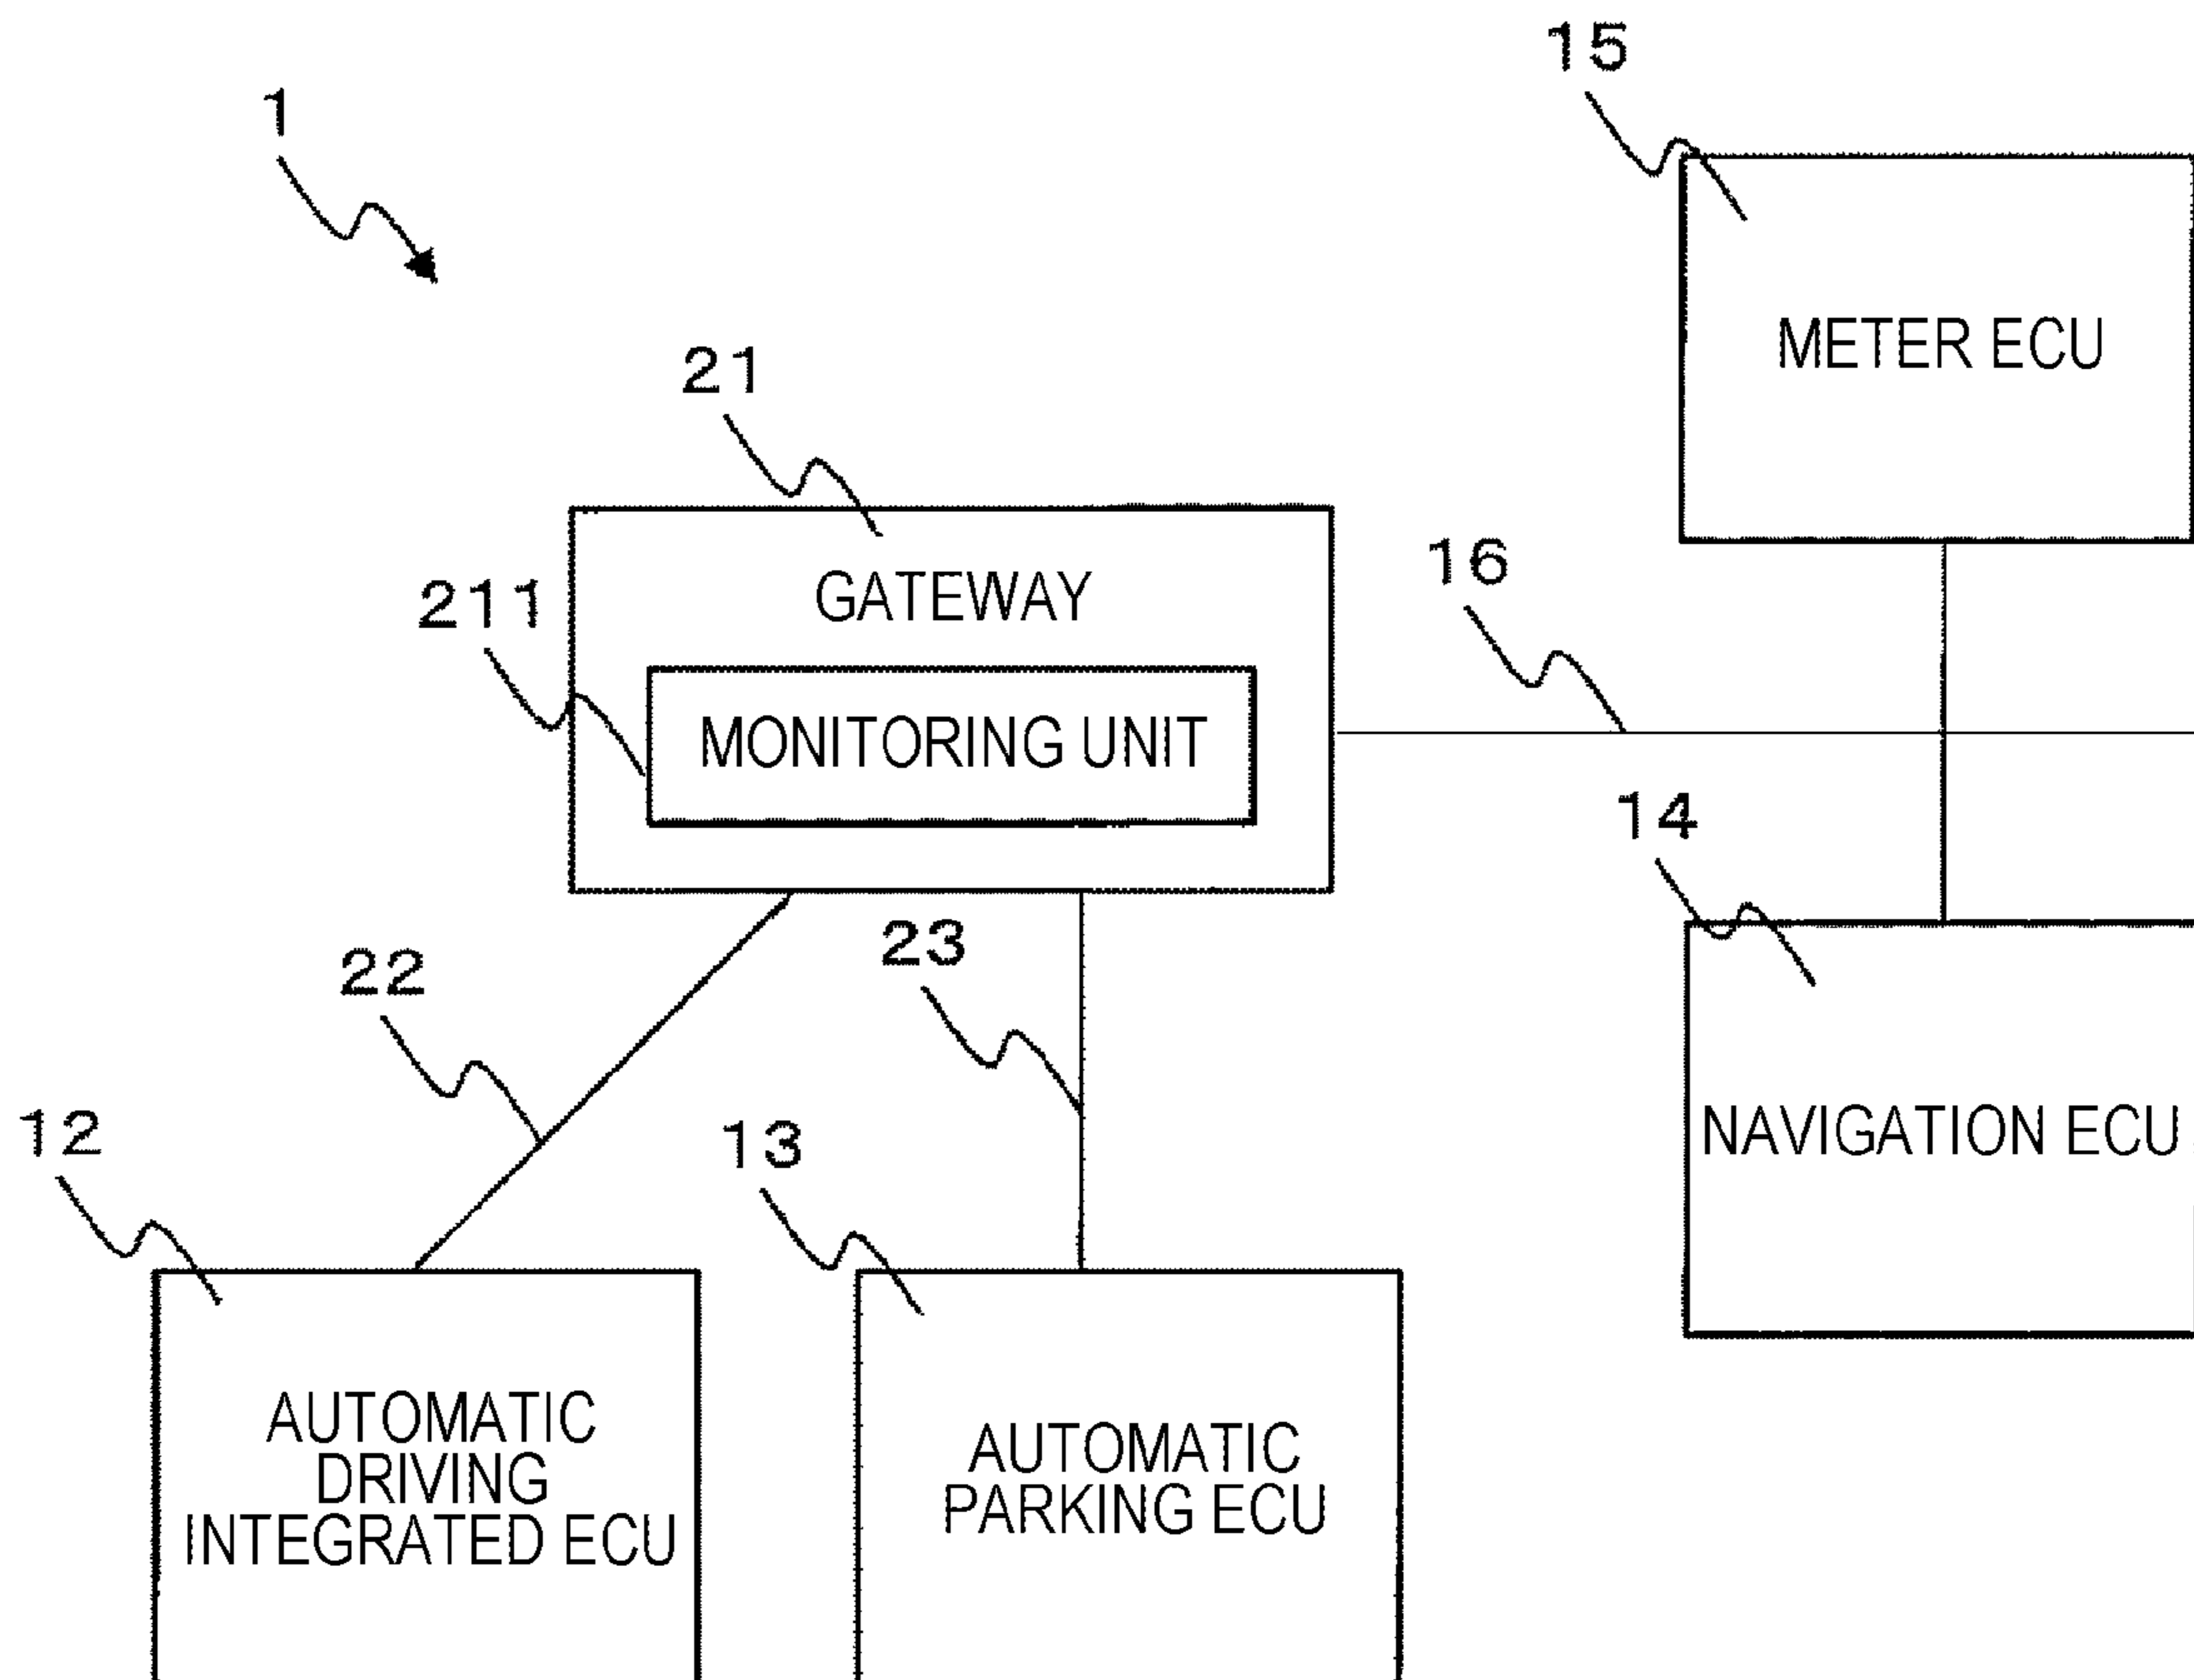 1
15
METER ECU
21
GATEWAY
211
MONITORING UNIT
16
14
NAVIGATION ECU
22
23
12
13
AUTOMATIC
DRIVING
INTEGRATED ECU
AUTOMATIC
PARKING ECU